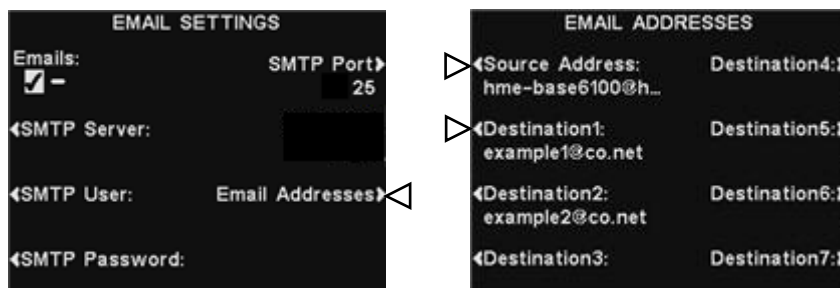 EMAIL SETTINGS
Emails:
SMTP Port
25
SMTP Server:
SMTP User:
Email Addresses
SMTP Password:
EMAIL ADDRESSES
Source Address:
hme-base6100@h…
Destination4:
Destination1:
example1@co.net
Destination5:
Destination2:
example2@co.net
Destination6:
Destination3:
Destination7: